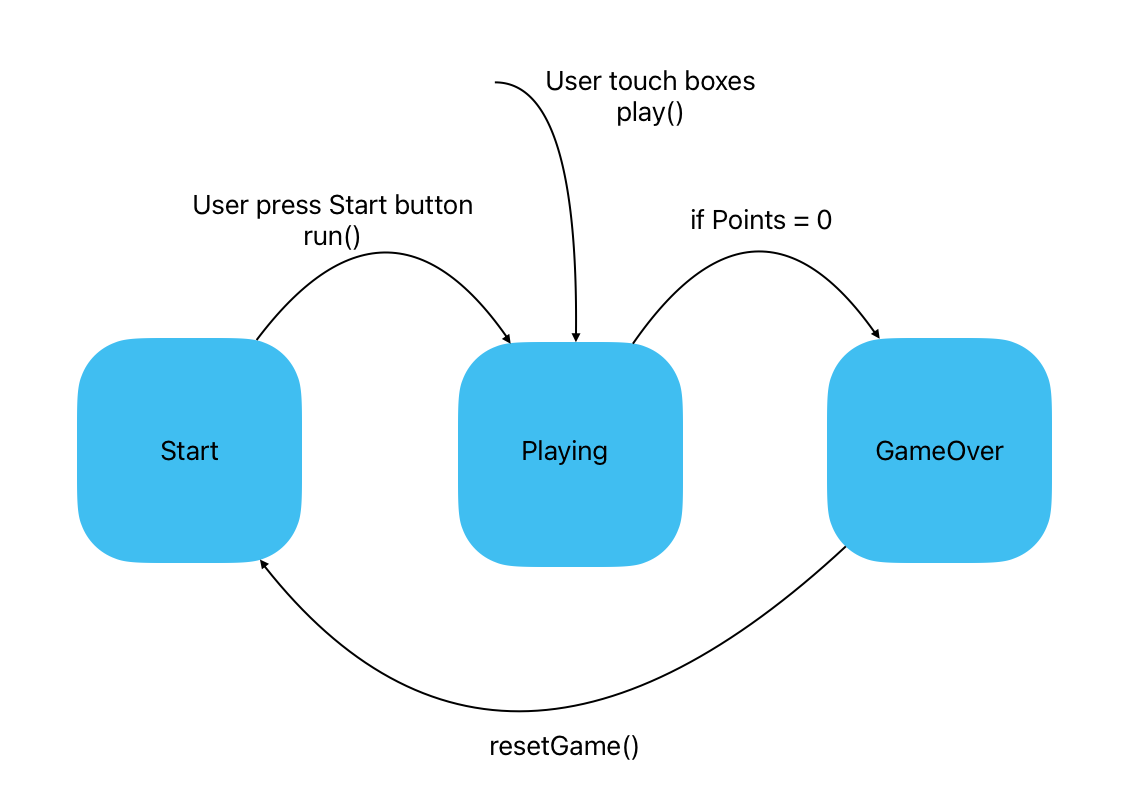 User touch boxes
play()
User press Start button
run()
if Points = 0
Start
Playing
GameOver
resetGame()